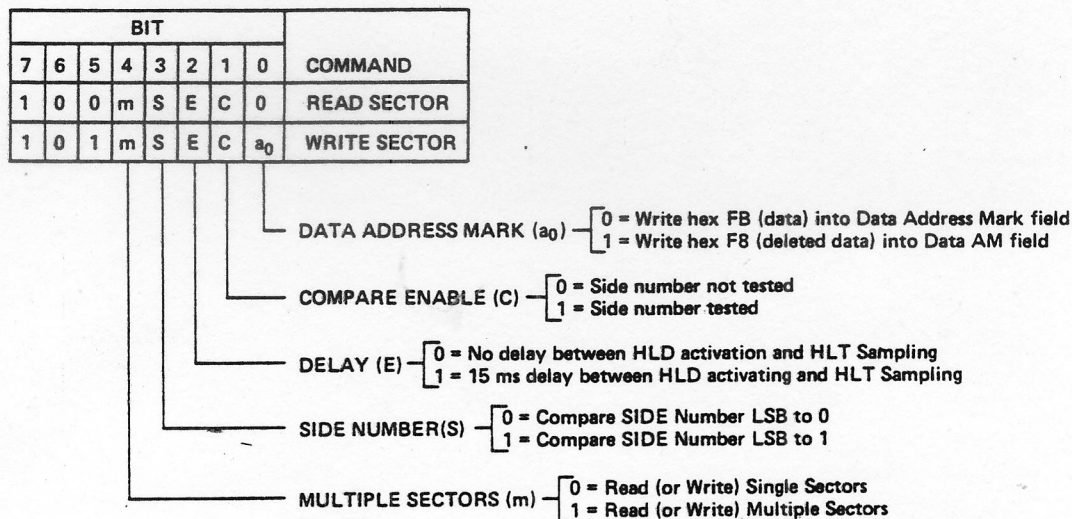 BIT
7 6 5 4 3 2 1 0 COMMAND
1 0 0 m S E C 0 READ SECTOR
1 0 1 m S E C a₀ WRITE SECTOR
DATA ADDRESS MARK (a₀) 0 = Write hex FB (data) into Data Address Mark field
1 = Write hex F8 (deleted data) into Data AM field
COMPARE ENABLE (C) 0 = Side number not tested
1 = Side number tested
DELAY (E) 0 = No delay between HLD activation and HLT Sampling
1 = 15 ms delay between HLD activating and HLT Sampling
SIDE NUMBER(S) 0 = Compare SIDE Number LSB to 0
1 = Compare SIDE Number LSB to 1
MULTIPLE SECTORS (m) 0 = Read (or Write) Single Sectors
1 = Read (or Write) Multiple Sectors